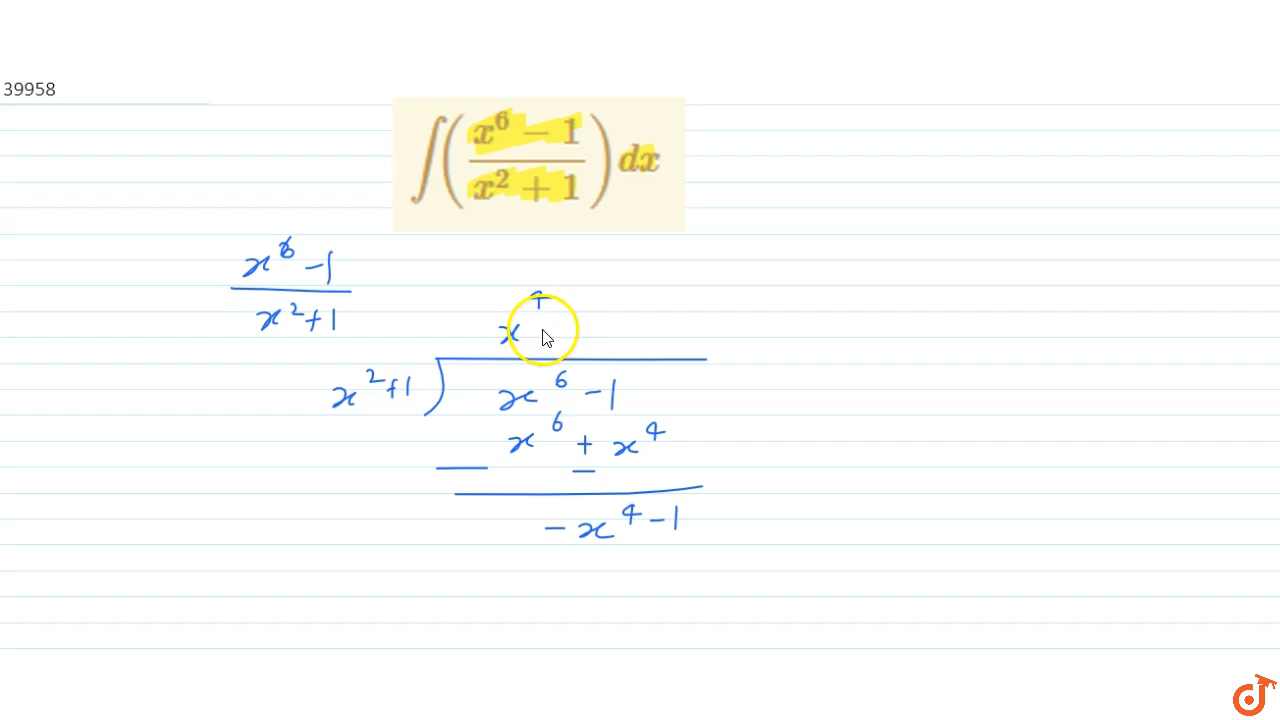 39958
∫((x⁶ − 1)/(x² + 1)) dx
x⁶ − 1
x² + 1
x⁴
x² + 1 ) x⁶ − 1
x⁶ + x⁴
− −
− x⁴ − 1